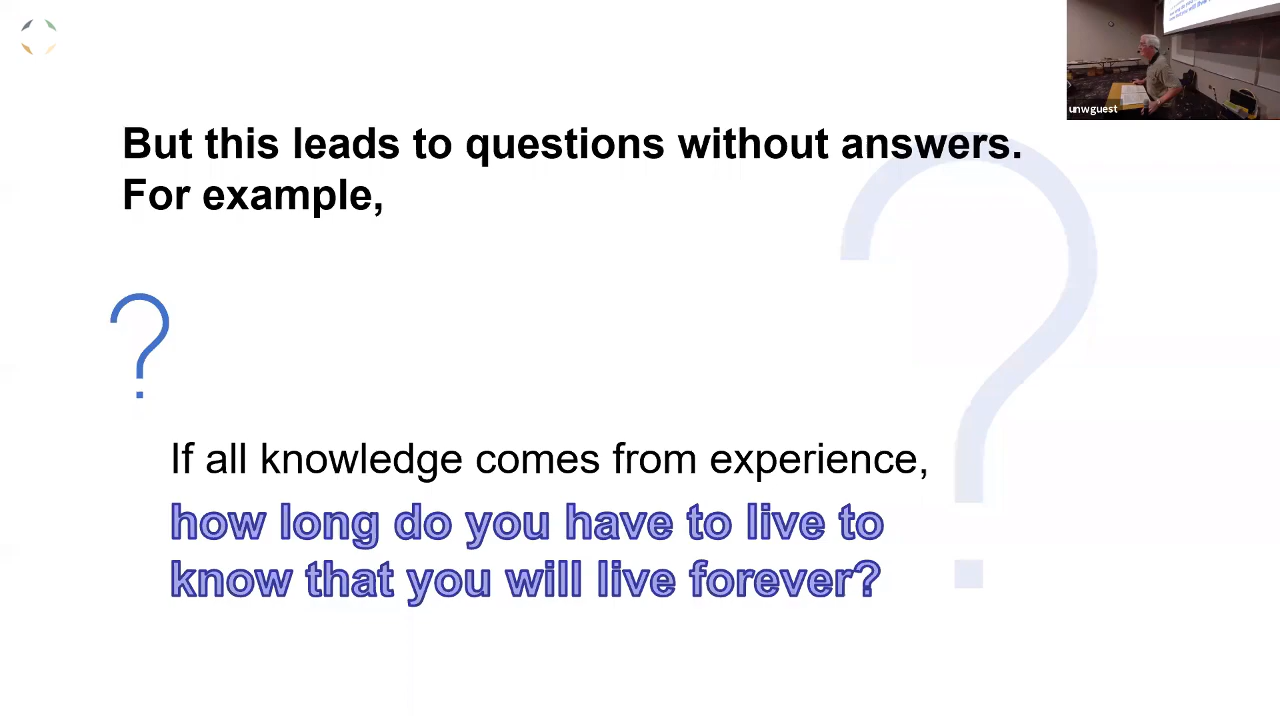 But this leads to questions without answers.
For example,
?
?
If all knowledge comes from experience,
how long do you have to live to
know that you will live forever?
unwguest